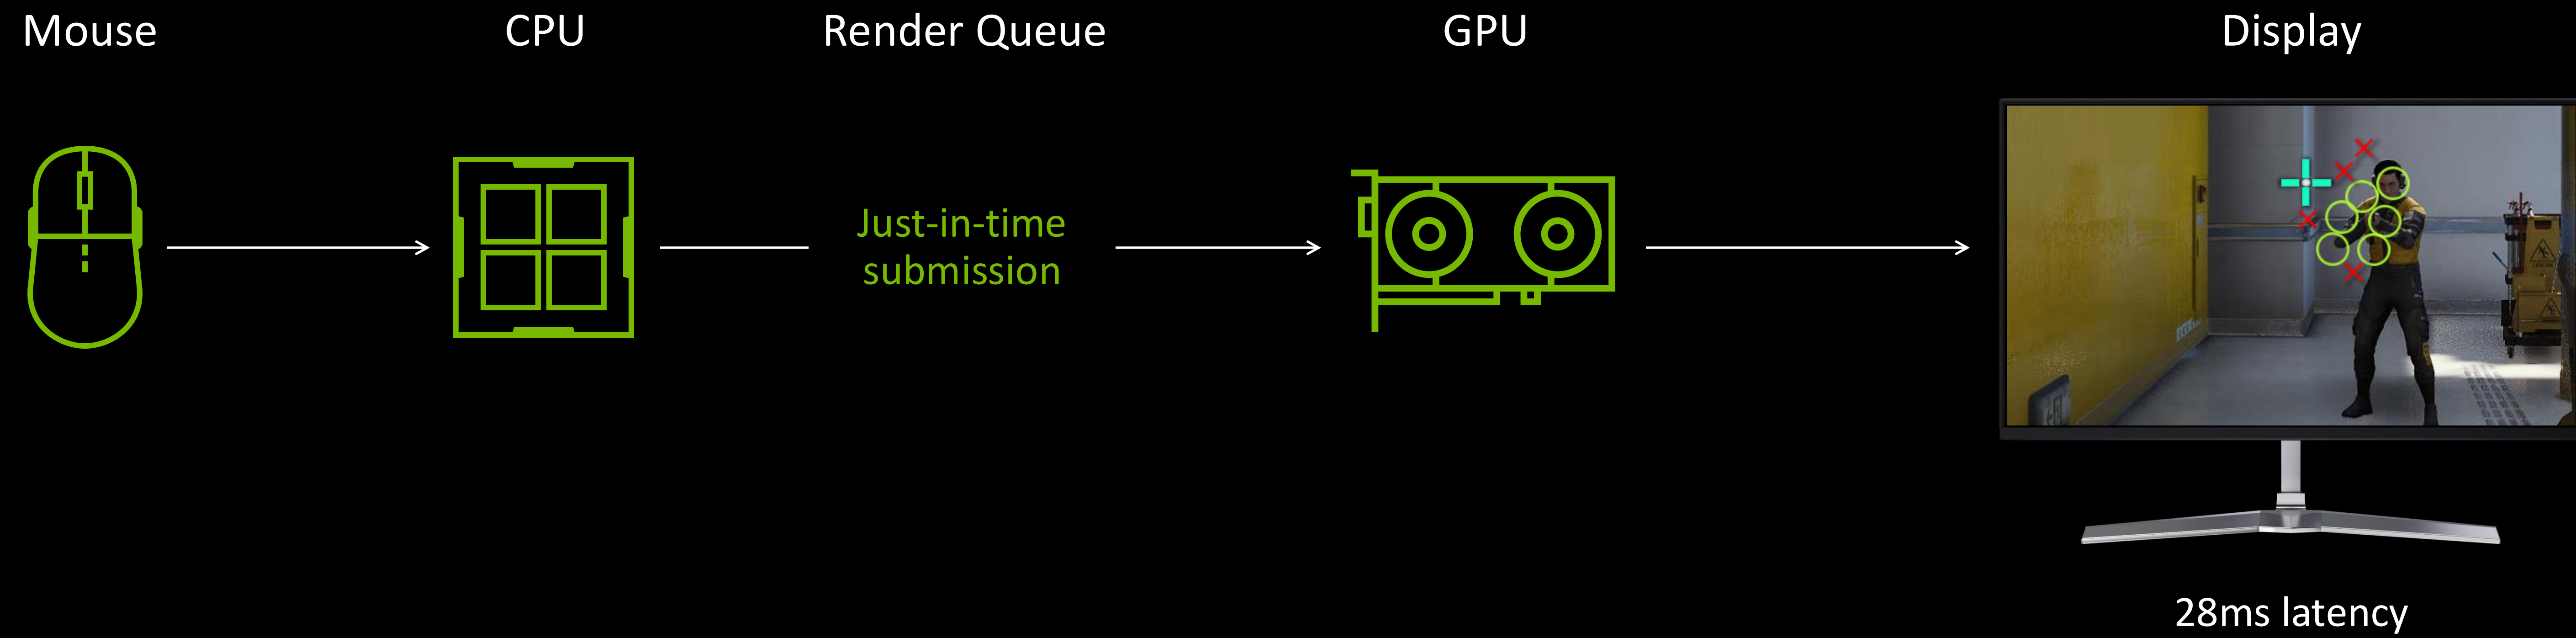 Mouse
CPU
Render Queue
GPU
Display
Just-in-time
submission
28ms latency